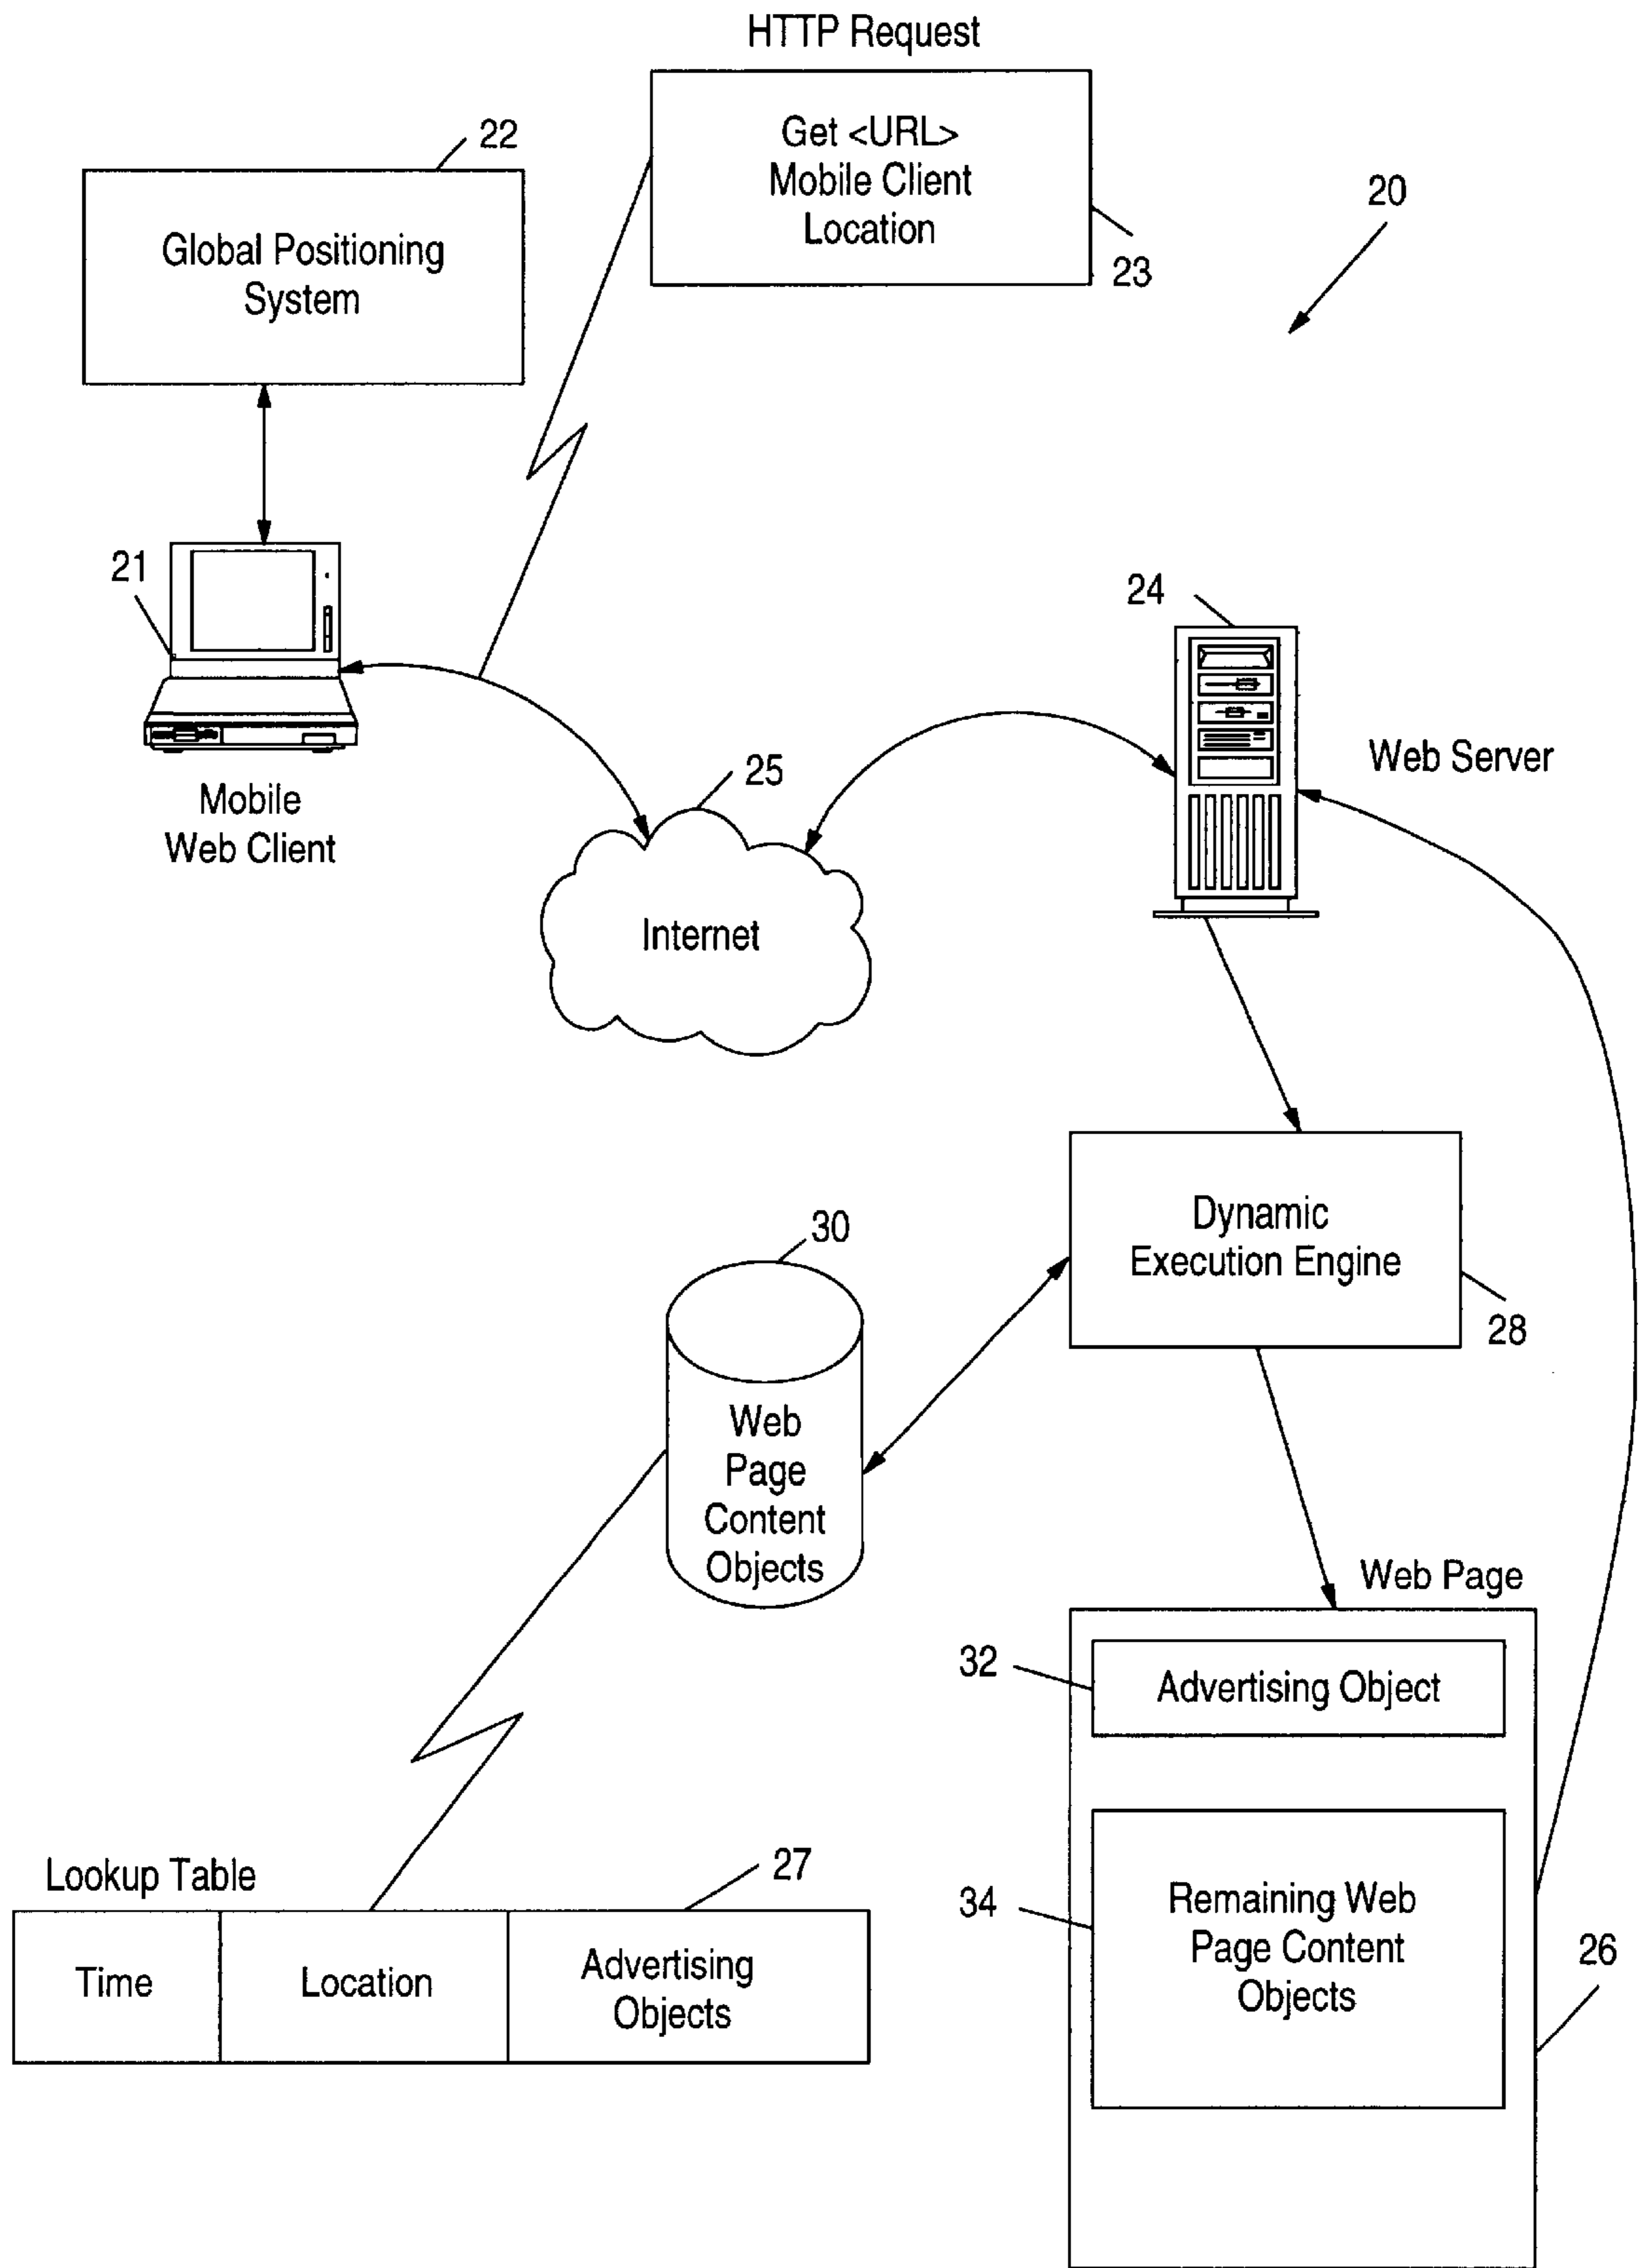 HTTP Request
Get <URL>
Mobile Client
Location
23
22
Global Positioning
System
20
21
Mobile
Web Client
24
Web Server
25
Internet
Dynamic
Execution Engine
28
30
Web
Page
Content
Objects
Web Page
32
Advertising Object
34
Remaining Web
Page Content
Objects
26
Lookup Table
27
Time
Location
Advertising
Objects